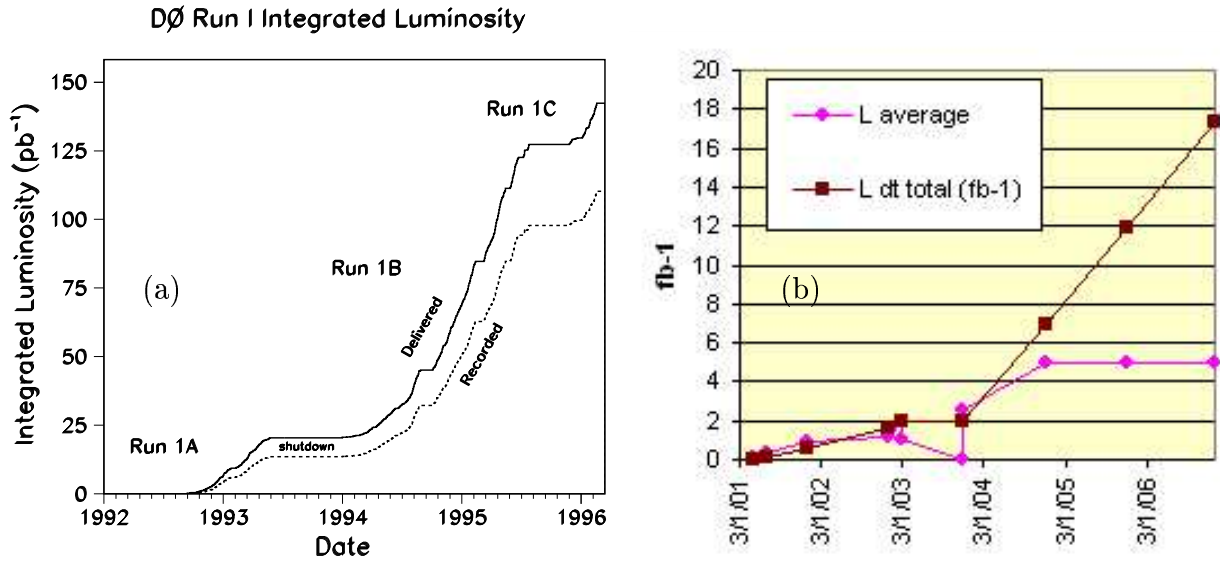 DØ Run I Integrated Luminosity
Integrated Luminosity (pb⁻¹)
150
125
100
75
50
25
0
Run 1C
Run 1B
(a)
Delivered
Recorded
Run 1A
shutdown
1992 1993 1994 1995 1996
Date
fb-1
20
18
16
14
12
10
8
6
4
2
0
L average
L dt total (fb-1)
(b)
3/1/01 3/1/02 3/1/03 3/1/04 3/1/05 3/1/06